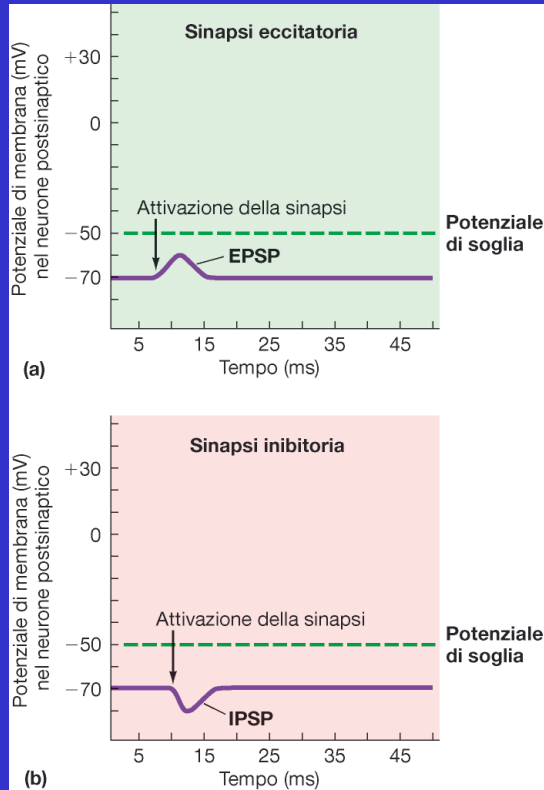 Sinapsi eccitatoria
Potenziale di membrana (mV)
nel neurone postsinaptico
+30
0
−50
−70
Attivazione della sinapsi
EPSP
Potenziale
di soglia
5 15 25 35 45
Tempo (ms)
(a)
Sinapsi inibitoria
Potenziale di membrana (mV)
nel neurone postsinaptico
+30
0
−50
−70
Attivazione della sinapsi
IPSP
Potenziale
di soglia
5 15 25 35 45
Tempo (ms)
(b)